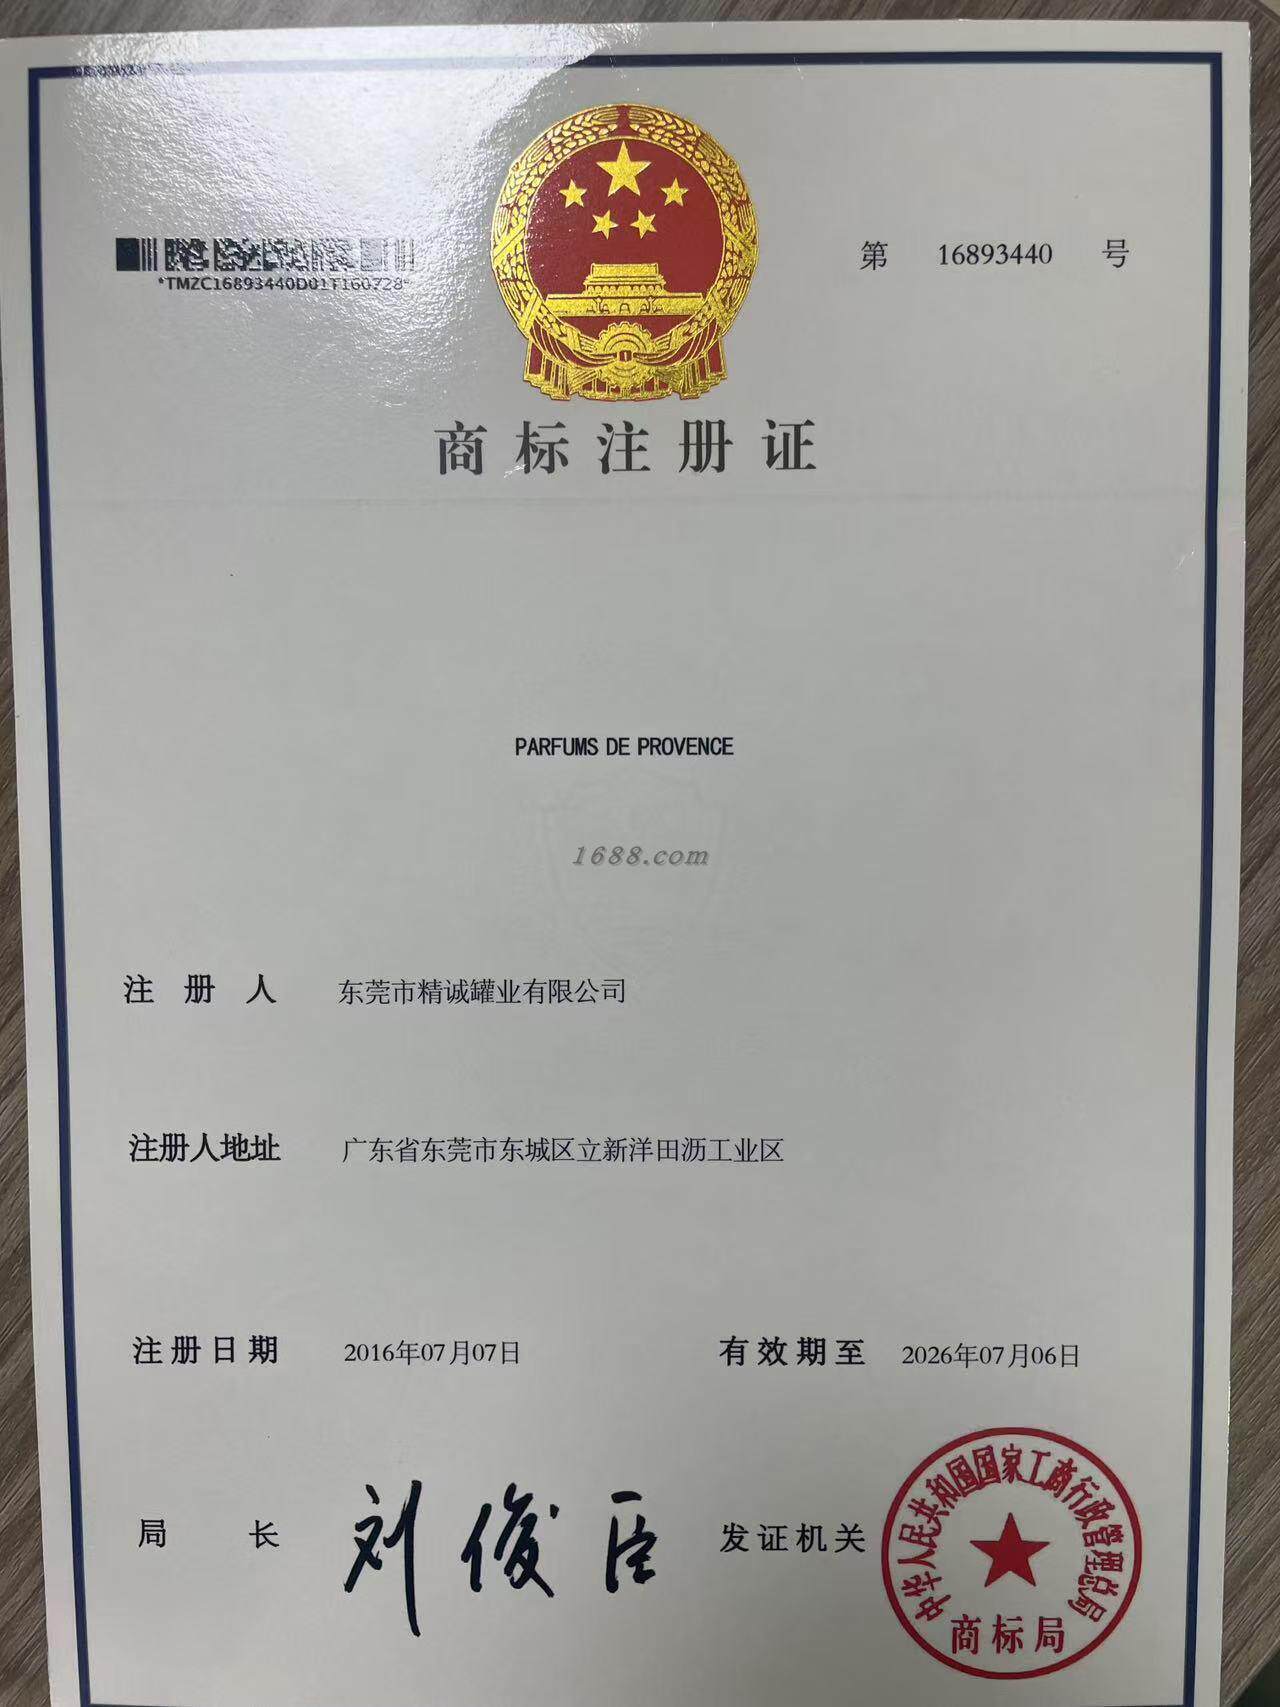 第 16893440 号
*TMZC16893440D01T160728*
商标注册证
PARFUMS DE PROVENCE
1688.com
注册人 东莞市精诚罐业有限公司
注册人地址 广东省东莞市东城区立新洋田沥工业区
注册日期 2016年07月07日 有效期至 2026年07月06日
局长 刘俊臣 发证机关
中华人民共和国国家工商行政管理总局
商标局